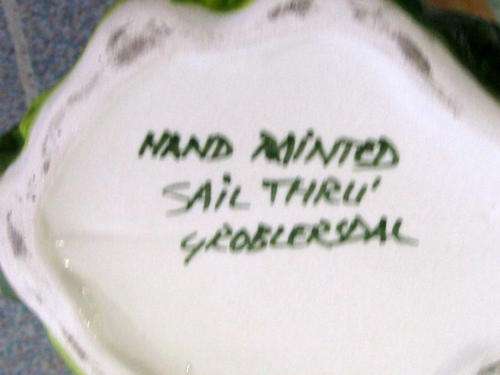 HAND PAINTED
SAIL THRU'
GROBLERSDAL